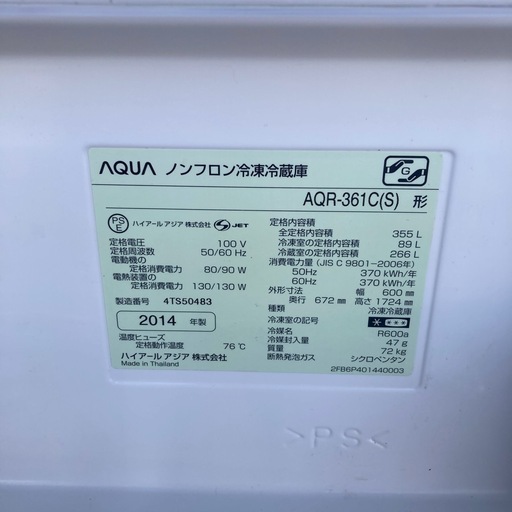 AQUA ノンフロン冷凍冷蔵庫
G
AQR-361C(S) 形
PS E ハイアール アジア 株式会社 S JET
定格電圧 100 V
定格周波数 50/60 Hz
電動機の
定格消費電力 80/90 W
電熱装置の
定格消費電力 130/130 W
製造番号 4TS50483
2014 年製
温度ヒューズ
定格動作温度 76℃
ハイアール アジア 株式会社
Made in Thailand
定格内容積
全定格内容積 355 L
冷凍室の定格内容積 89 L
冷蔵室の定格内容積 266 L
消費電力量 (JIS C 9801-2006年)
50Hz 370 kWh/年
60Hz 370 kWh/年
外形寸法 幅 600 mm
奥行 672 mm 高さ 1724 mm
種類 冷凍冷蔵庫
冷凍室の記号 ****
冷媒 R600a
冷媒封入量 47 g
質量 72 kg
断熱発泡ガス シクロペンタン
2FB6P401440003
>PS<